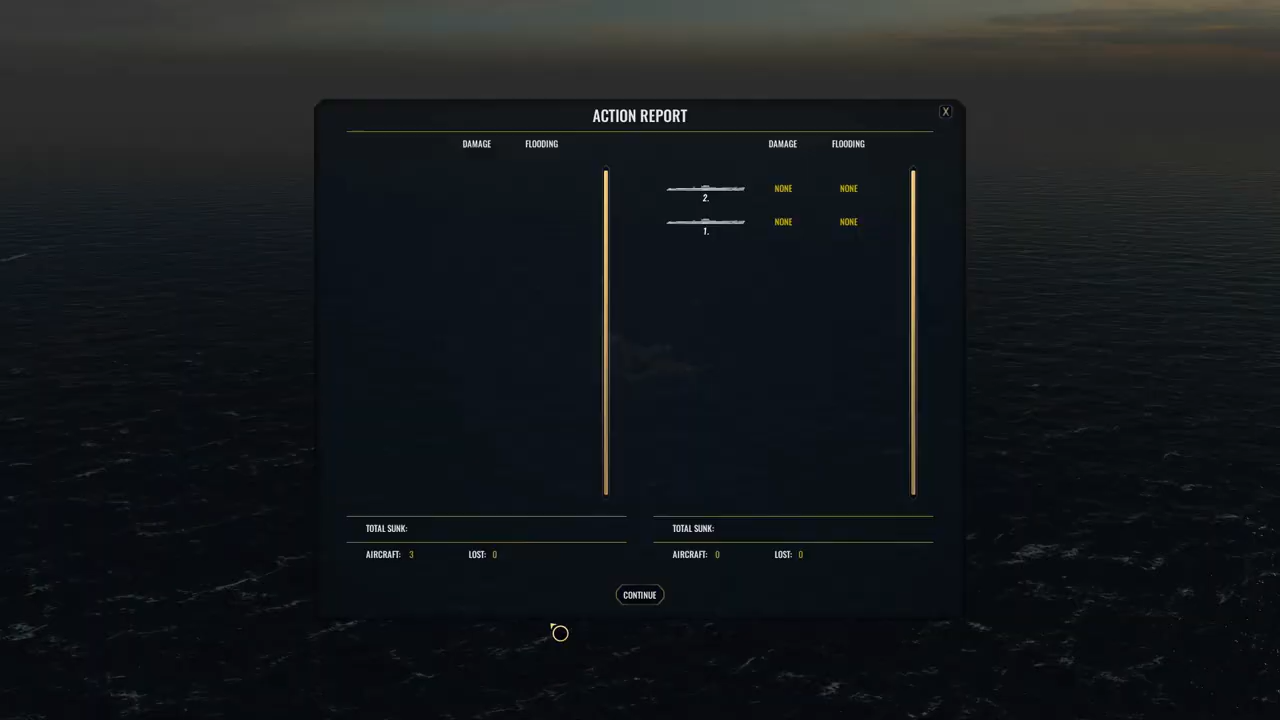 ACTION REPORT
X
DAMAGE FLOODING DAMAGE FLOODING
NONE NONE
2.
NONE NONE
1.
TOTAL SUNK: TOTAL SUNK:
AIRCRAFT: 3 LOST: 0 AIRCRAFT: 0 LOST: 0
CONTINUE